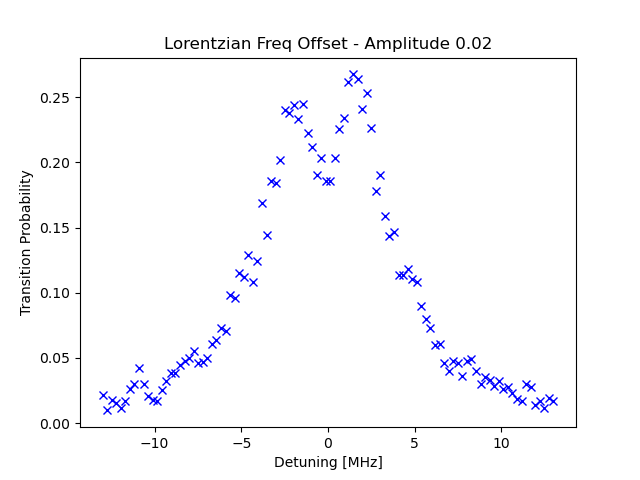 Lorentzian Freq Offset - Amplitude 0.02
Transition Probability
0.25
0.20
0.15
0.10
0.05
0.00
−10 −5 0 5 10
Detuning [MHz]